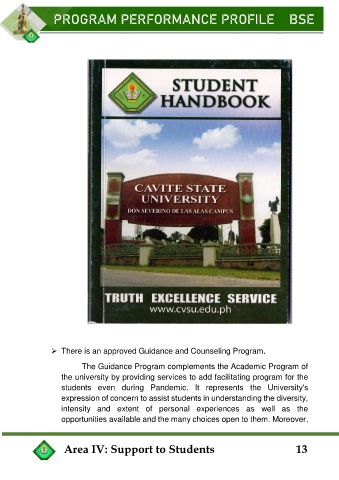 PROGRAM PERFORMANCE PROFILE BSE
STUDENT
HANDBOOK
CAVITE STATE
UNIVERSITY
DON SEVERINO DE LAS ALAS CAMPUS
TRUTH EXCELLENCE SERVICE
www.cvsu.edu.ph
➢ There is an approved Guidance and Counseling Program.
The Guidance Program complements the Academic Program of
the university by providing services to add facilitating program for the
students even during Pandemic. It represents the University's
expression of concern to assist students in understanding the diversity,
intensity and extent of personal experiences as well as the
opportunities available and the many choices open to them. Moreover,
Area IV: Support to Students 13